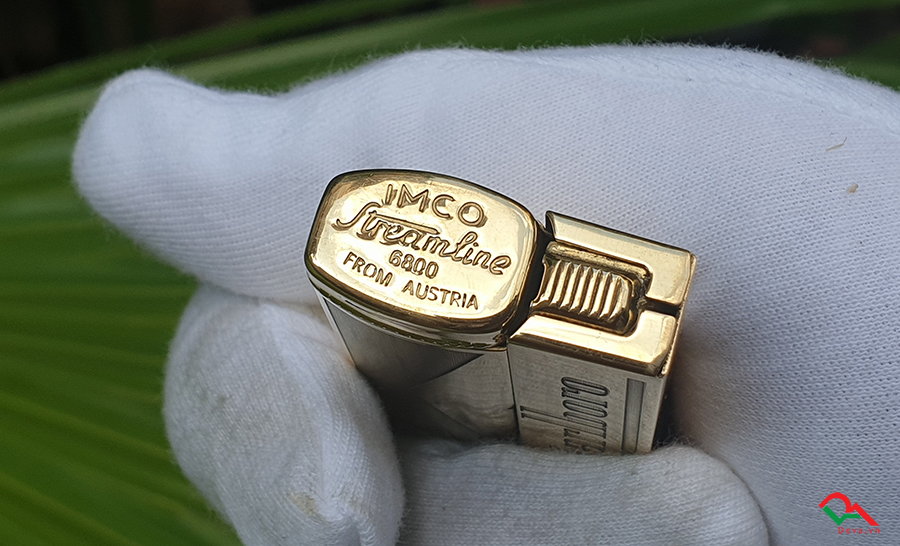 IMCO
Streamline
6800
FROM AUSTRIA